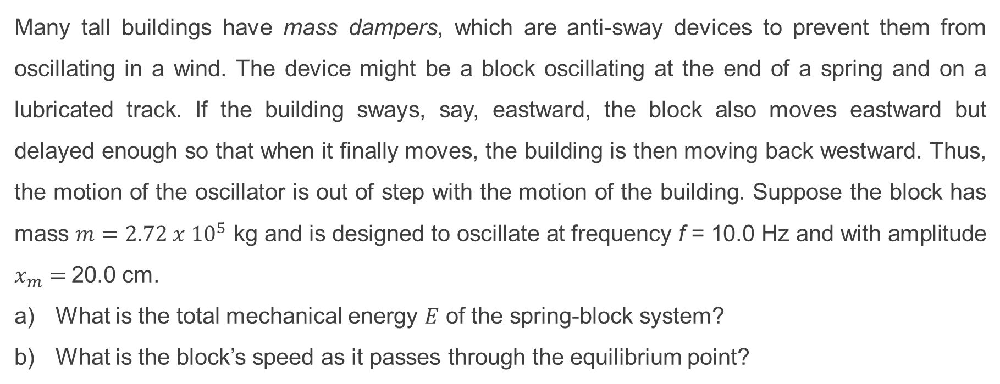 Many tall buildings have mass dampers, which are anti-sway devices to prevent them from
oscillating in a wind. The device might be a block oscillating at the end of a spring and on a
lubricated track. If the building sways, say, eastward, the block also moves eastward but
delayed enough so that when it finally moves, the building is then moving back westward. Thus,
the motion of the oscillator is out of step with the motion of the building. Suppose the block has
mass m = 2.72 x 10⁵ kg and is designed to oscillate at frequency f = 10.0 Hz and with amplitude
xₘ = 20.0 cm.
a) What is the total mechanical energy E of the spring-block system?
b) What is the block’s speed as it passes through the equilibrium point?